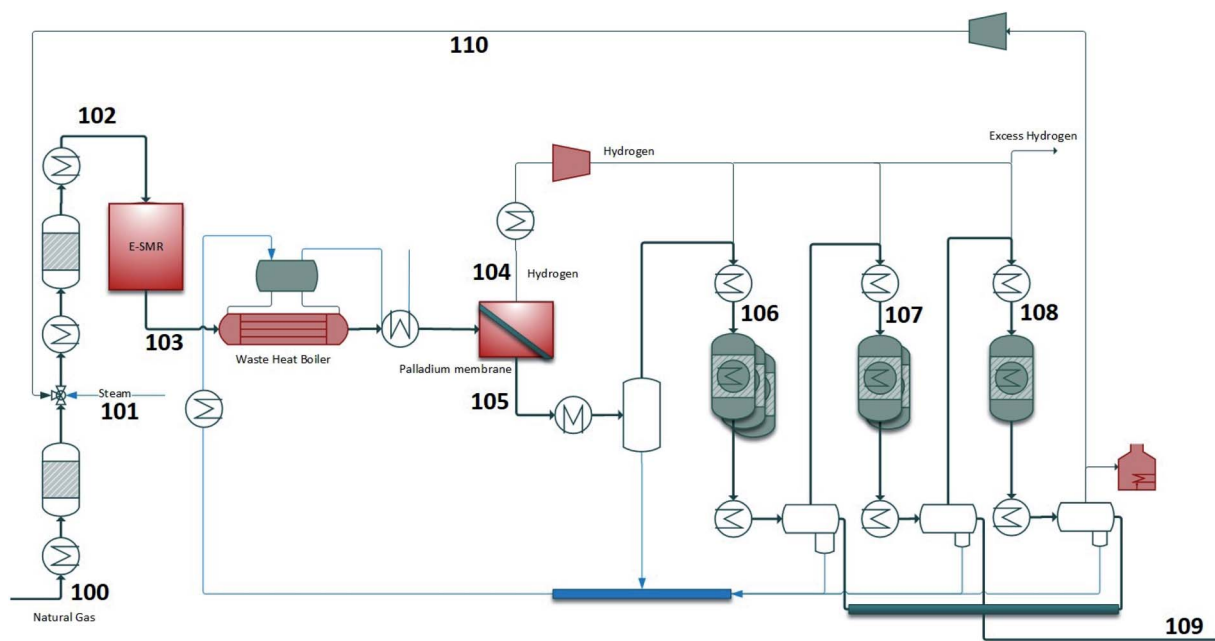 110
102
Excess Hydrogen
Hydrogen
E-SMR
104
Hydrogen
106
107
108
103
Waste Heat Boiler
Palladium membrane
105
Steam
101
100
Natural Gas
109